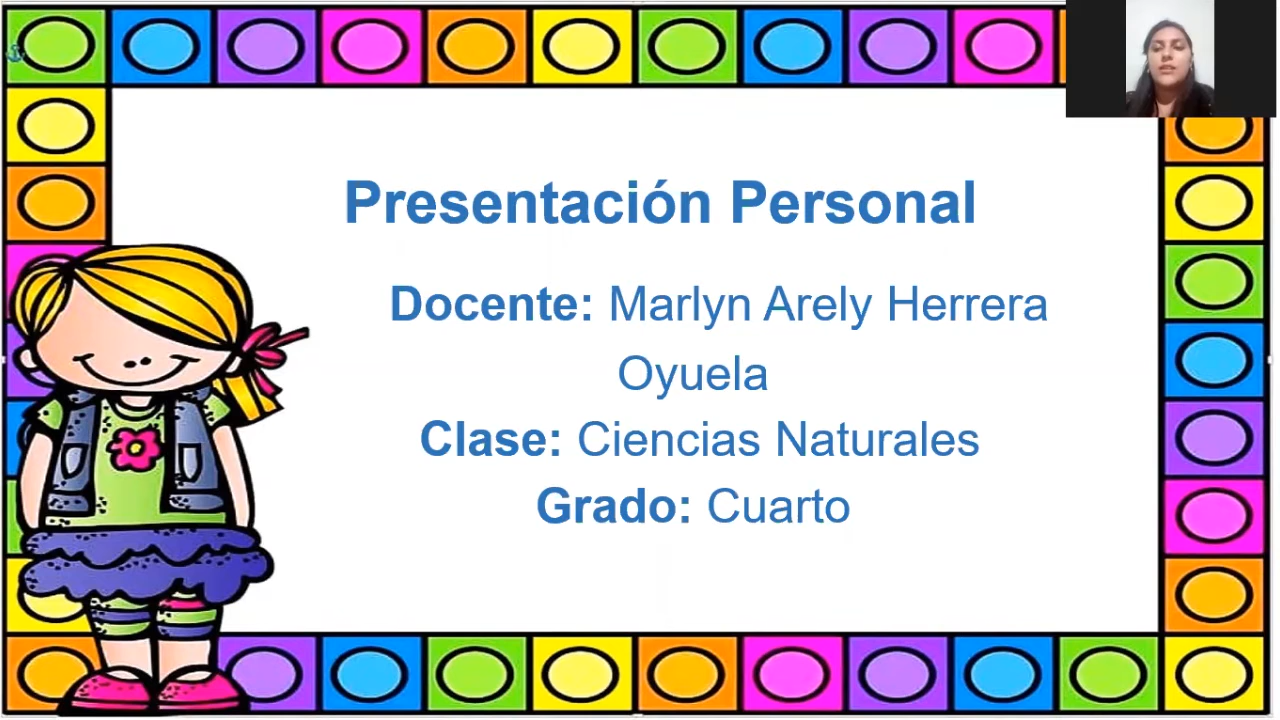 Presentación Personal
Docente: Marlyn Arely Herrera
Oyuela
Clase: Ciencias Naturales
Grado: Cuarto